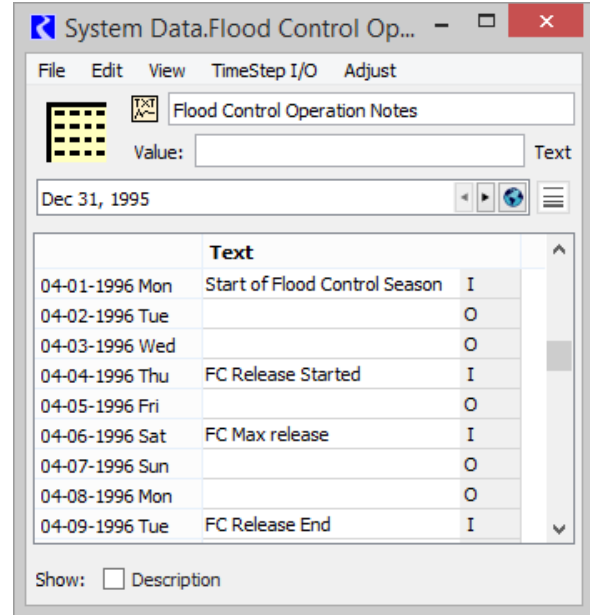 System Data.Flood Control Op...
File Edit View TimeStep I/O Adjust
TXT
Flood Control Operation Notes
Value: Text
Dec 31, 1995
Text
04-01-1996 Mon Start of Flood Control Season I
04-02-1996 Tue O
04-03-1996 Wed O
04-04-1996 Thu FC Release Started I
04-05-1996 Fri O
04-06-1996 Sat FC Max release I
04-07-1996 Sun O
04-08-1996 Mon O
04-09-1996 Tue FC Release End I
Show: Description